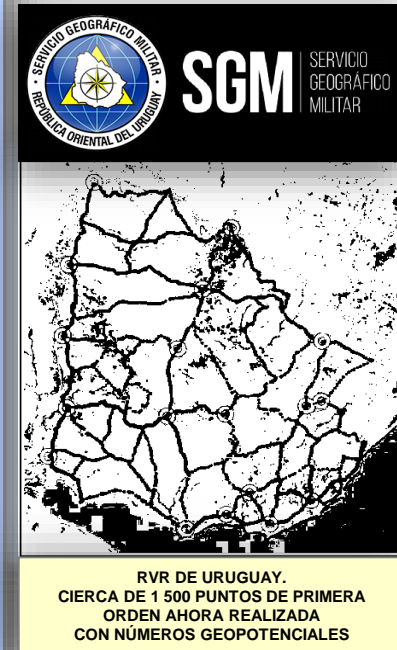 SERVICIO GEOGRÁFICO MILITAR
REPÚBLICA ORIENTAL DEL URUGUAY
SGM
SERVICIO
GEOGRÁFICO
MILITAR
RVR DE URUGUAY.
CIERCA DE 1 500 PUNTOS DE PRIMERA
ORDEN AHORA REALIZADA
CON NÚMEROS GEOPOTENCIALES